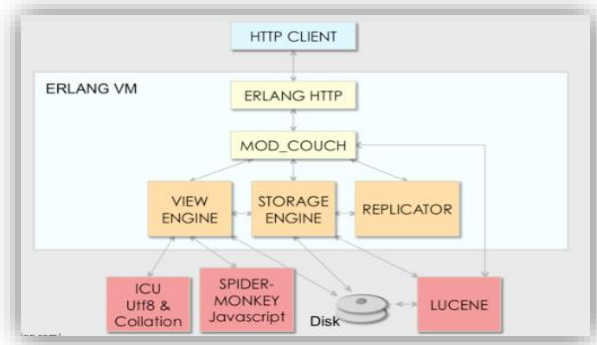 HTTP CLIENT
ERLANG VM
ERLANG HTTP
MOD_COUCH
VIEW
ENGINE
STORAGE
ENGINE
REPLICATOR
ICU
Utf8 &
Collation
SPIDER-
MONKEY
Javascript
Disk
LUCENE